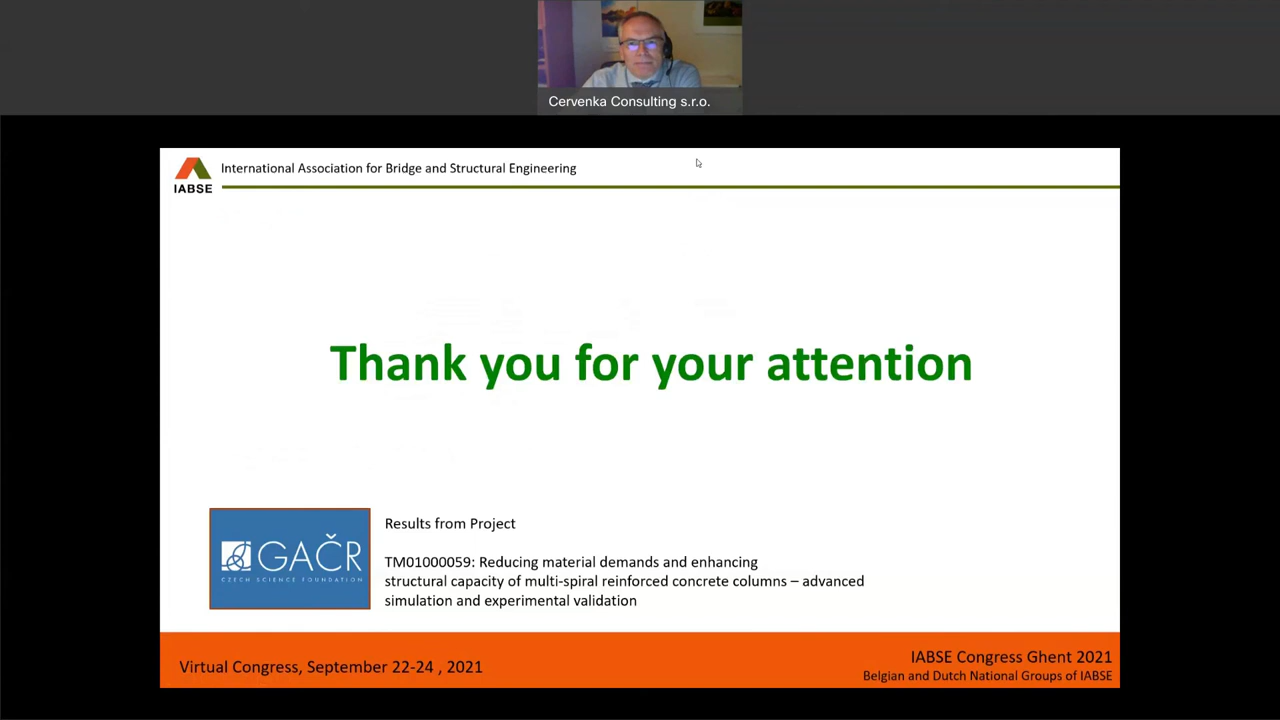 Cervenka Consulting s.r.o.
IABSE
International Association for Bridge and Structural Engineering
Thank you for your attention
GAČR
CZECH SCIENCE FOUNDATION
Results from Project
TM01000059: Reducing material demands and enhancing
structural capacity of multi-spiral reinforced concrete columns – advanced
simulation and experimental validation
Virtual Congress, September 22-24 , 2021
IABSE Congress Ghent 2021
Belgian and Dutch National Groups of IABSE